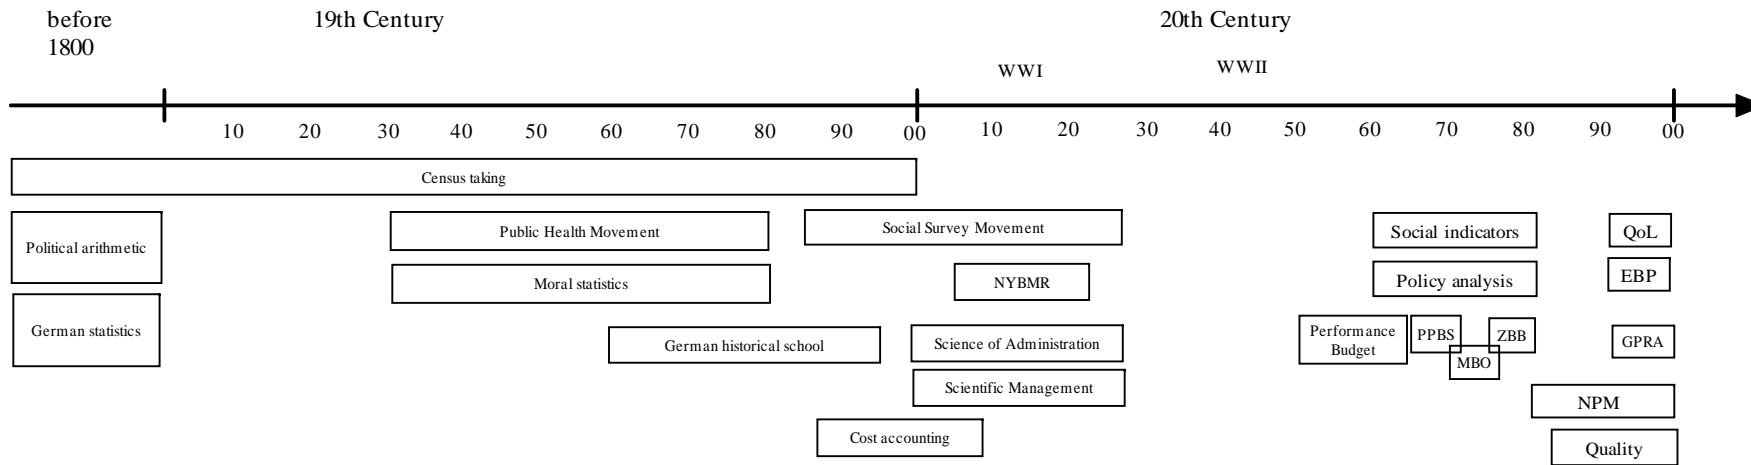 before
1800
19th Century
20th Century
WWI
WWII
10
20
30
40
50
60
70
80
90
00
10
20
30
40
50
60
70
80
90
00
Census taking
Political arithmetic
Public Health Movement
Social Survey Movement
Social indicators
QoL
Moral statistics
NYBMR
Policy analysis
EBP
German statistics
German historical school
Science of Administration
Performance
Budget
PPBS
ZBB
MBO
GPRA
Scientific Management
NPM
Cost accounting
Quality